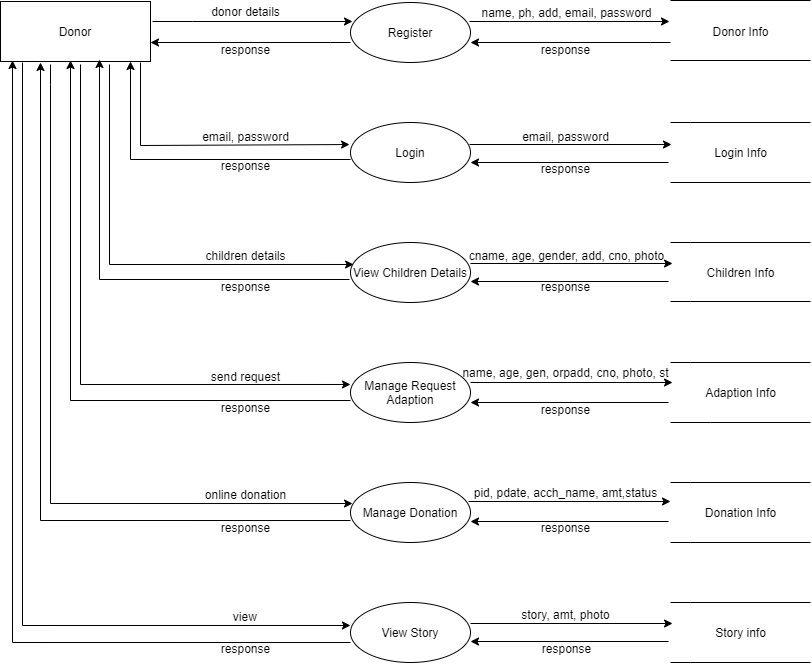 donor details
name, ph, add, email, password
Donor
Register
Donor Info
response
response
email, password
email, password
Login
Login Info
response
response
children details
cname, age, gender, add, cno, photo
View Children Details
Children Info
response
response
send request
name, age, gen, orpadd, cno, photo, st
Manage Request
Adaption
Adaption Info
response
response
online donation
pid, pdate, acch_name, amt,status
Manage Donation
Donation Info
response
response
view
story, amt, photo
View Story
Story info
response
response